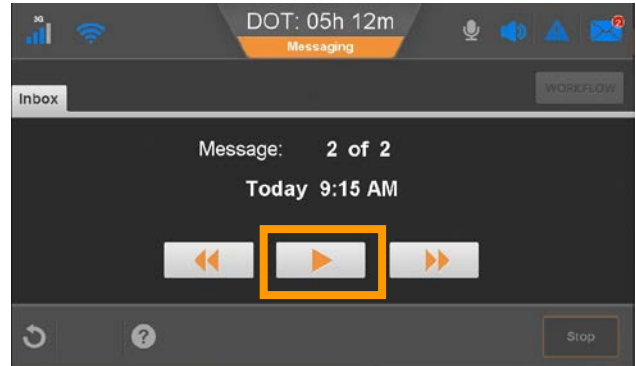 3G
DOT: 05h 12m
Messaging
2
Inbox
WORKFLOW
Message: 2 of 2
Today 9:15 AM
?
Stop